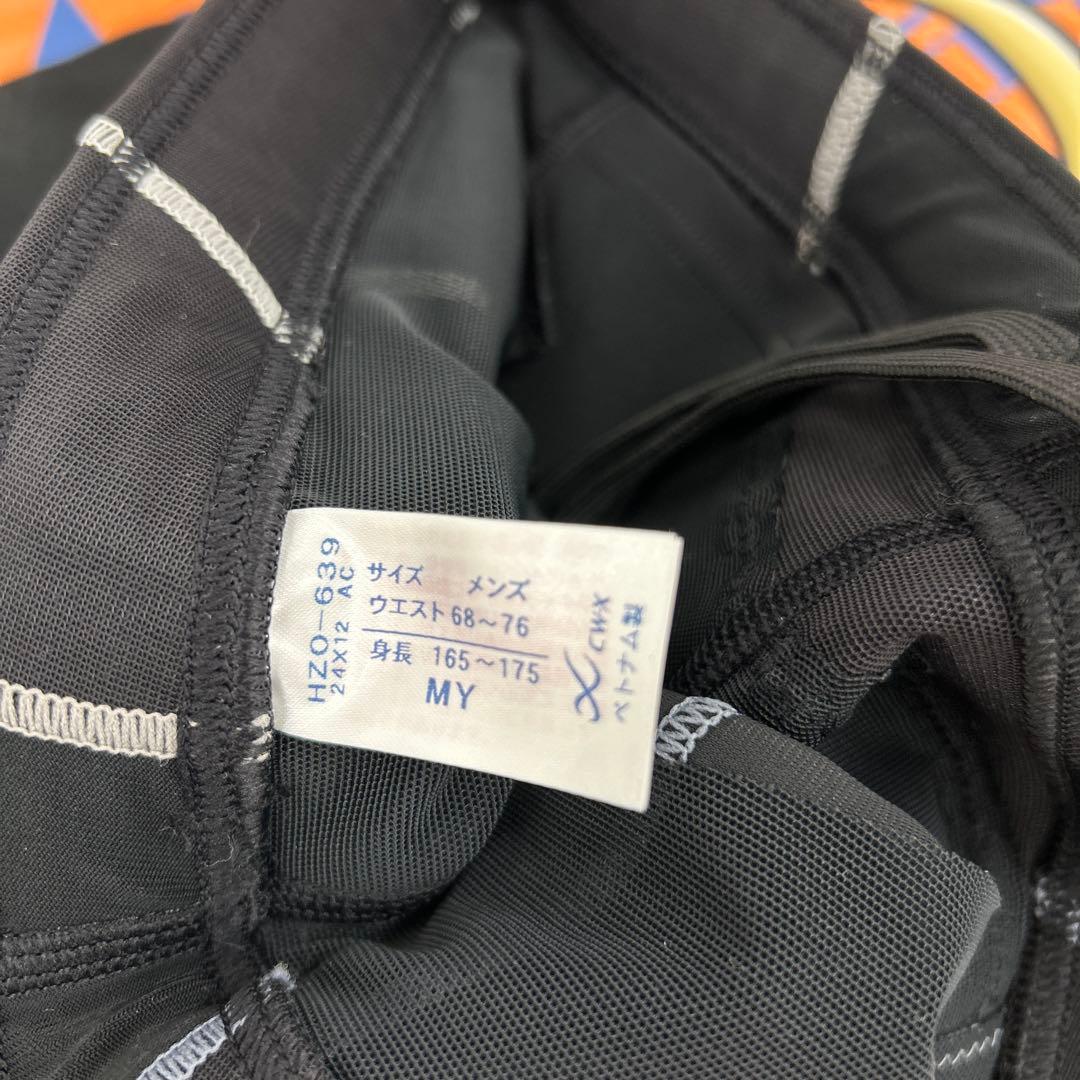 HZO-639
24X12 AC
サイズ メンズ
ウエスト 68～76
身長 165～175
MY
CW-X
ベトナム製